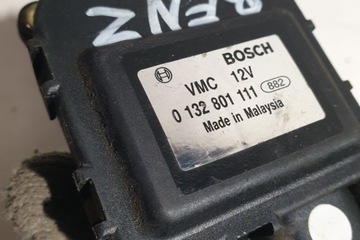 BENZ
BOSCH
VMC 12V
0 132 801 111 882
Made in Malaysia